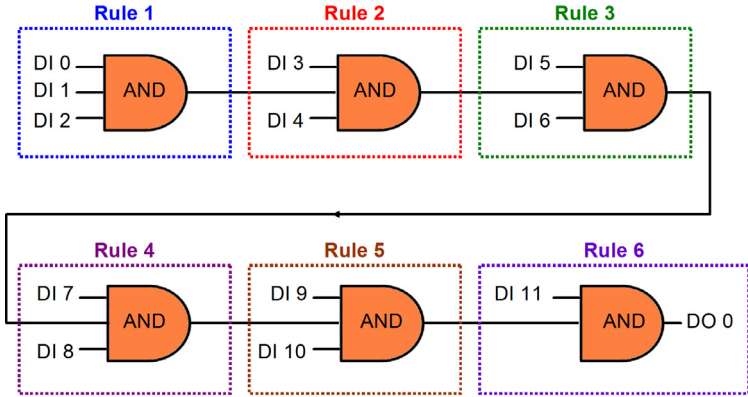 Rule 1
Rule 2
Rule 3
DI 0
DI 1
DI 2
AND
DI 3
DI 4
AND
DI 5
DI 6
AND
Rule 4
Rule 5
Rule 6
DI 7
DI 8
AND
DI 9
DI 10
AND
DI 11
AND
DO 0